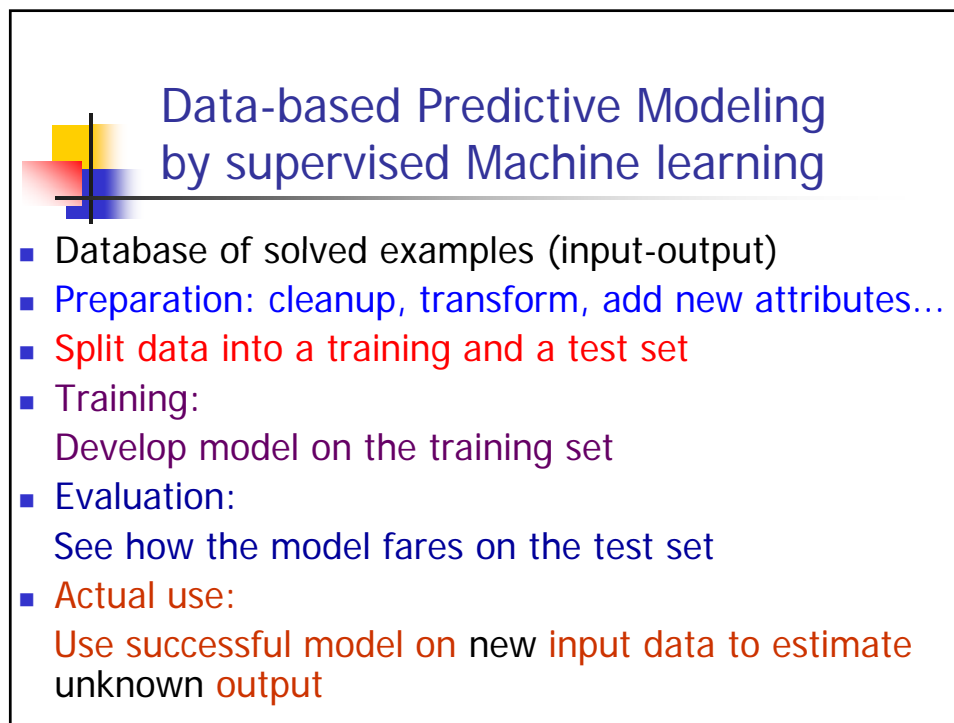 Data-based Predictive Modeling
by supervised Machine learning
Database of solved examples (input-output)
Preparation: cleanup, transform, add new attributes...
Split data into a training and a test set
Training:
Develop model on the training set
Evaluation:
See how the model fares on the test set
Actual use:
Use successful model on new input data to estimate
unknown output